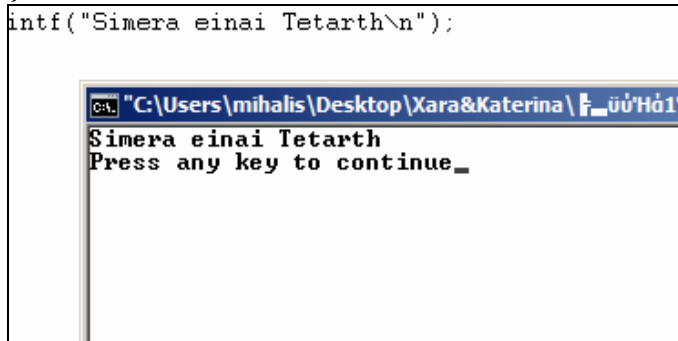 intf("Simera einai Tetarth\n");
"C:\Users\mihalis\Desktop\Xara&Katerina\
Simera einai Tetarth
Press any key to continue_